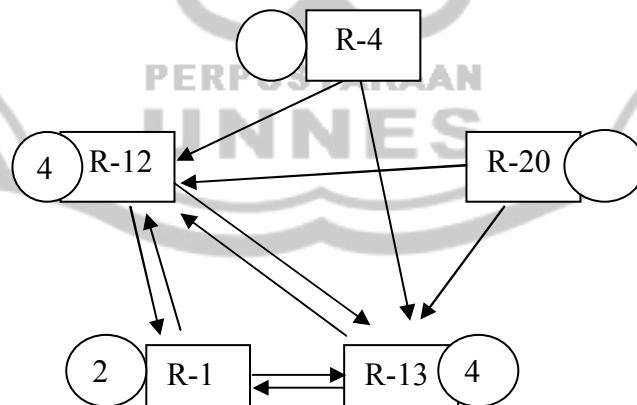 R-4
PERPUSTAKAAN
UNNES
4 R-12
R-20
2 R-1
R-13 4